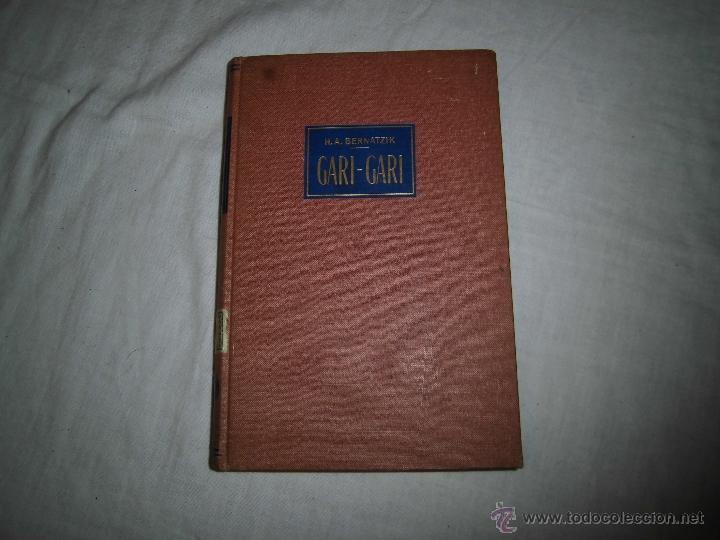 H. A. BERNATZIK
GARI-GARI
www.todocoleccion.net